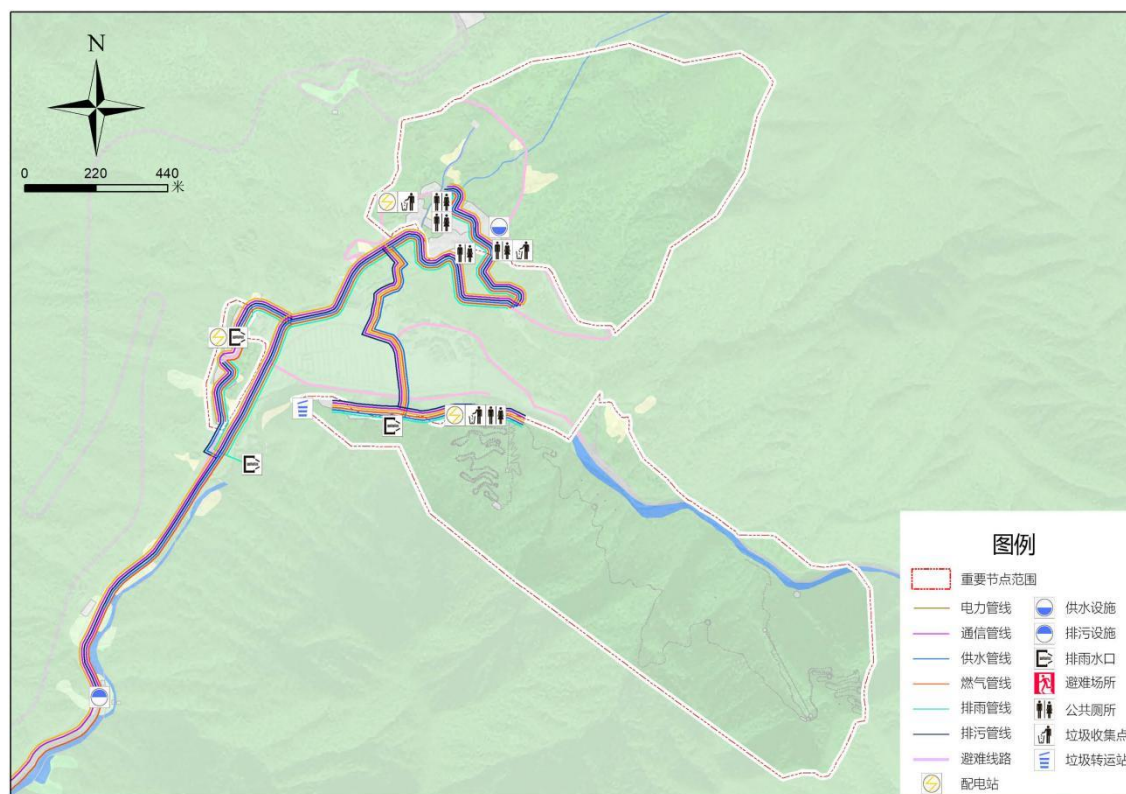 N
0 220 440
米
图例
重要节点范围
电力管线 供水设施
通信管线 排污设施
供水管线 排雨水口
燃气管线 避难场所
排雨管线 公共厕所
排污管线 垃圾收集点
避难线路 垃圾转运站
配电站